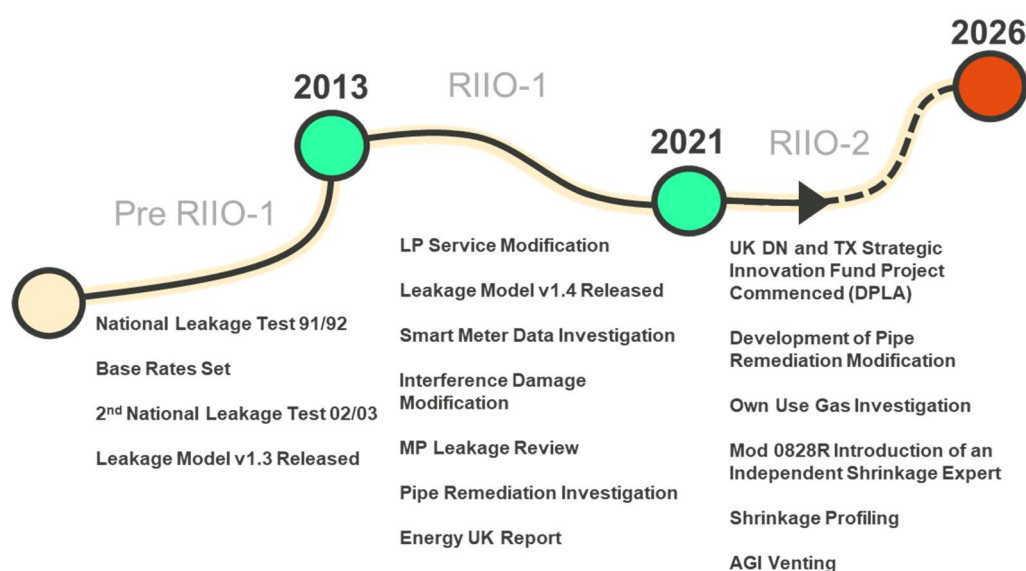 2013
RIIO-1
2021
RIIO-2
2026
Pre RIIO-1
National Leakage Test 91/92
Base Rates Set
2nd National Leakage Test 02/03
Leakage Model v1.3 Released
LP Service Modification
Leakage Model v1.4 Released
Smart Meter Data Investigation
Interference Damage
Modification
MP Leakage Review
Pipe Remediation Investigation
Energy UK Report
UK DN and TX Strategic
Innovation Fund Project
Commenced (DPLA)
Development of Pipe
Remediation Modification
Own Use Gas Investigation
Mod 0828R Introduction of an
Independent Shrinkage Expert
Shrinkage Profiling
AGI Venting